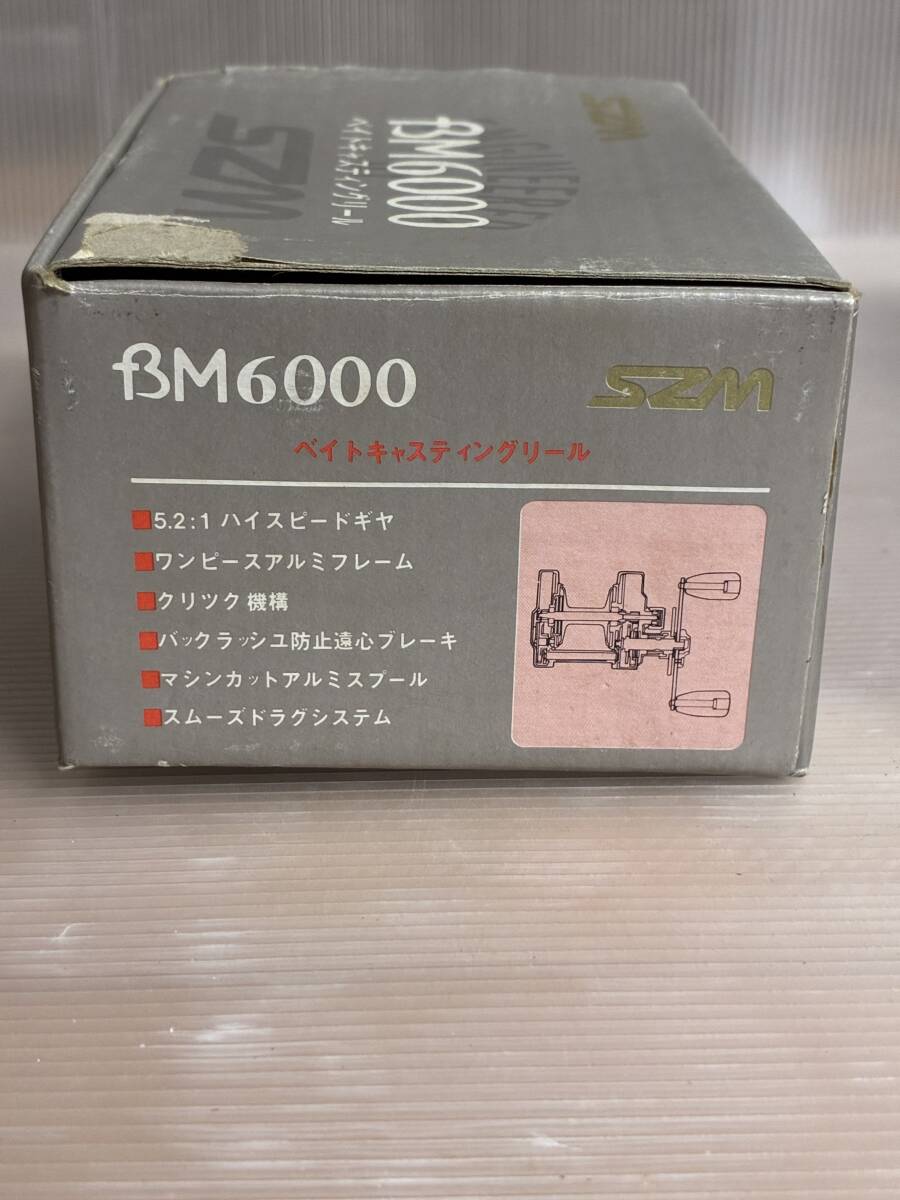 SZM
BM6000
ベイトキャスティングリール
SZM
BM6000
SZM
ベイトキャスティングリール
5.2:1 ハイスピードギヤ
ワンピースアルミフレーム
クリツク機構
バックラッシュ防止遠心ブレーキ
マシンカットアルミスプール
スムーズドラグシステム